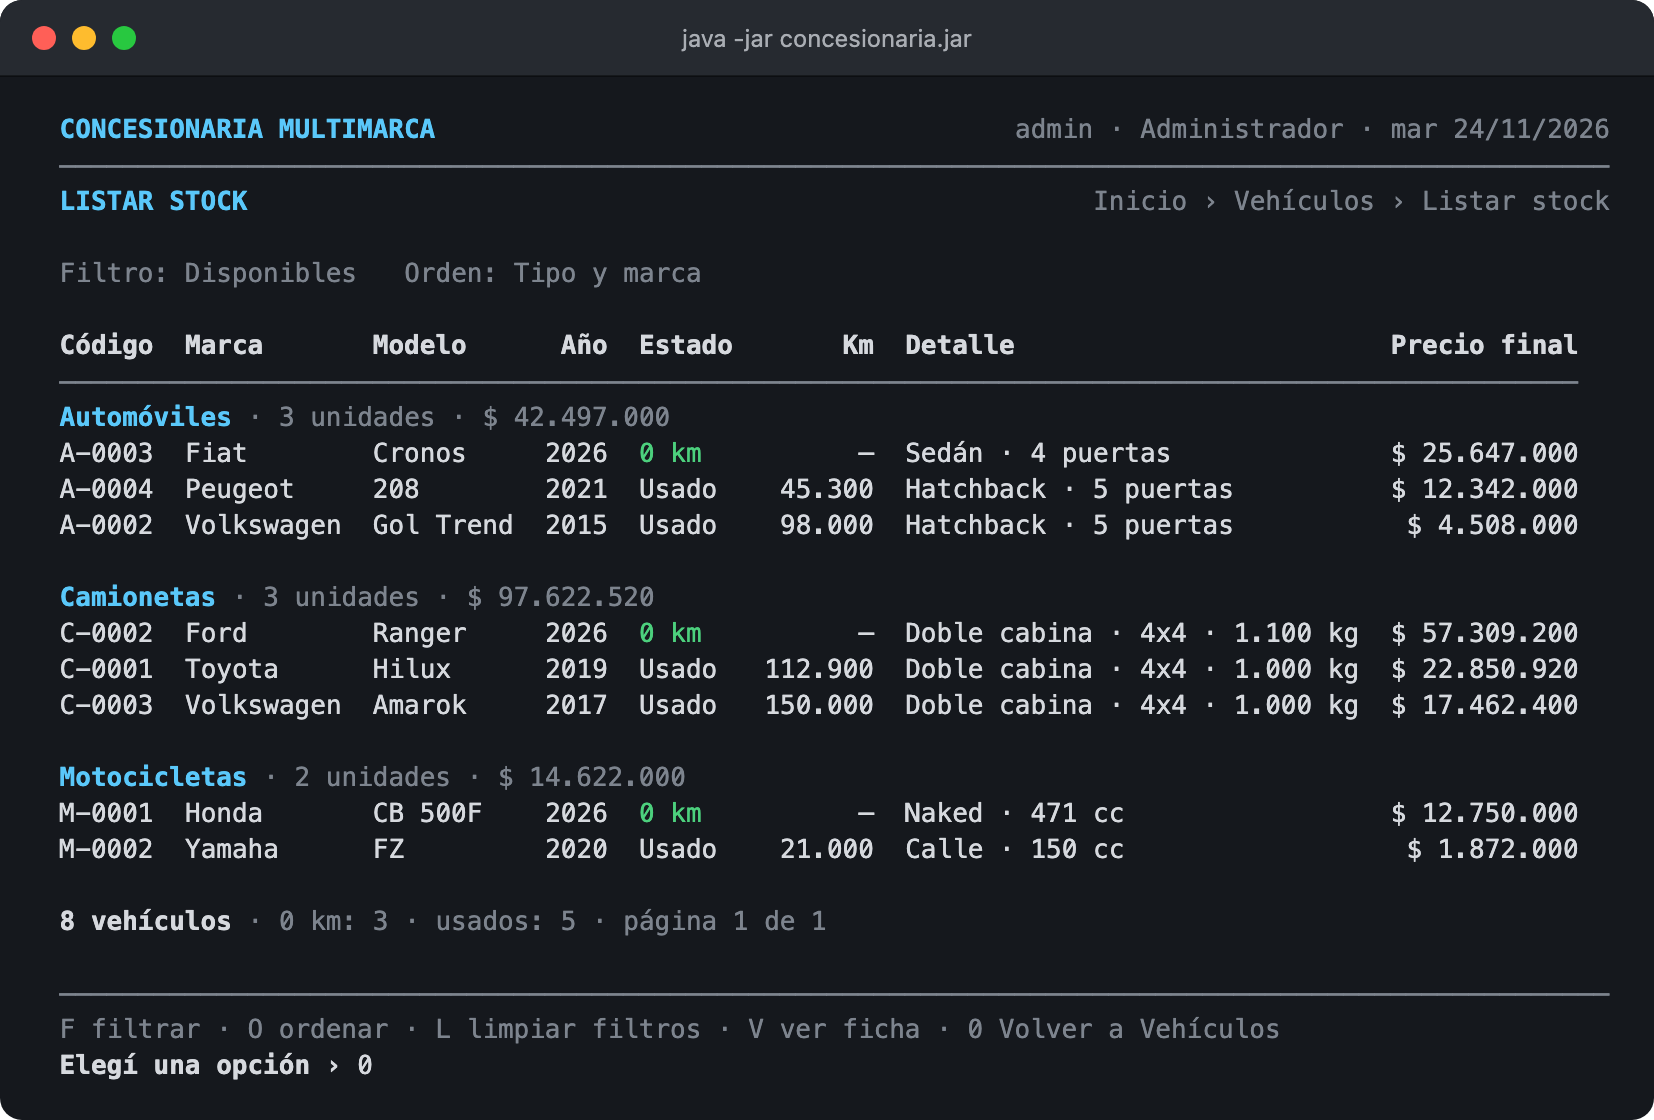 java -jar concesionaria.jar
CONCESIONARIA MULTIMARCA admin · Administrador · mar 24/11/2026
LISTAR STOCK Inicio › Vehículos › Listar stock
Filtro: Disponibles Orden: Tipo y marca
Código Marca Modelo Año Estado Km Detalle Precio final
Automóviles · 3 unidades · $ 42.497.000
A-0003 Fiat Cronos 2026 0 km — Sedán · 4 puertas $ 25.647.000
A-0004 Peugeot 208 2021 Usado 45.300 Hatchback · 5 puertas $ 12.342.000
A-0002 Volkswagen Gol Trend 2015 Usado 98.000 Hatchback · 5 puertas $ 4.508.000
Camionetas · 3 unidades · $ 97.622.520
C-0002 Ford Ranger 2026 0 km — Doble cabina · 4x4 · 1.100 kg $ 57.309.200
C-0001 Toyota Hilux 2019 Usado 112.900 Doble cabina · 4x4 · 1.000 kg $ 22.850.920
C-0003 Volkswagen Amarok 2017 Usado 150.000 Doble cabina · 4x4 · 1.000 kg $ 17.462.400
Motocicletas · 2 unidades · $ 14.622.000
M-0001 Honda CB 500F 2026 0 km — Naked · 471 cc $ 12.750.000
M-0002 Yamaha FZ 2020 Usado 21.000 Calle · 150 cc $ 1.872.000
8 vehículos · 0 km: 3 · usados: 5 · página 1 de 1
F filtrar · O ordenar · L limpiar filtros · V ver ficha · 0 Volver a Vehículos
Elegí una opción › 0